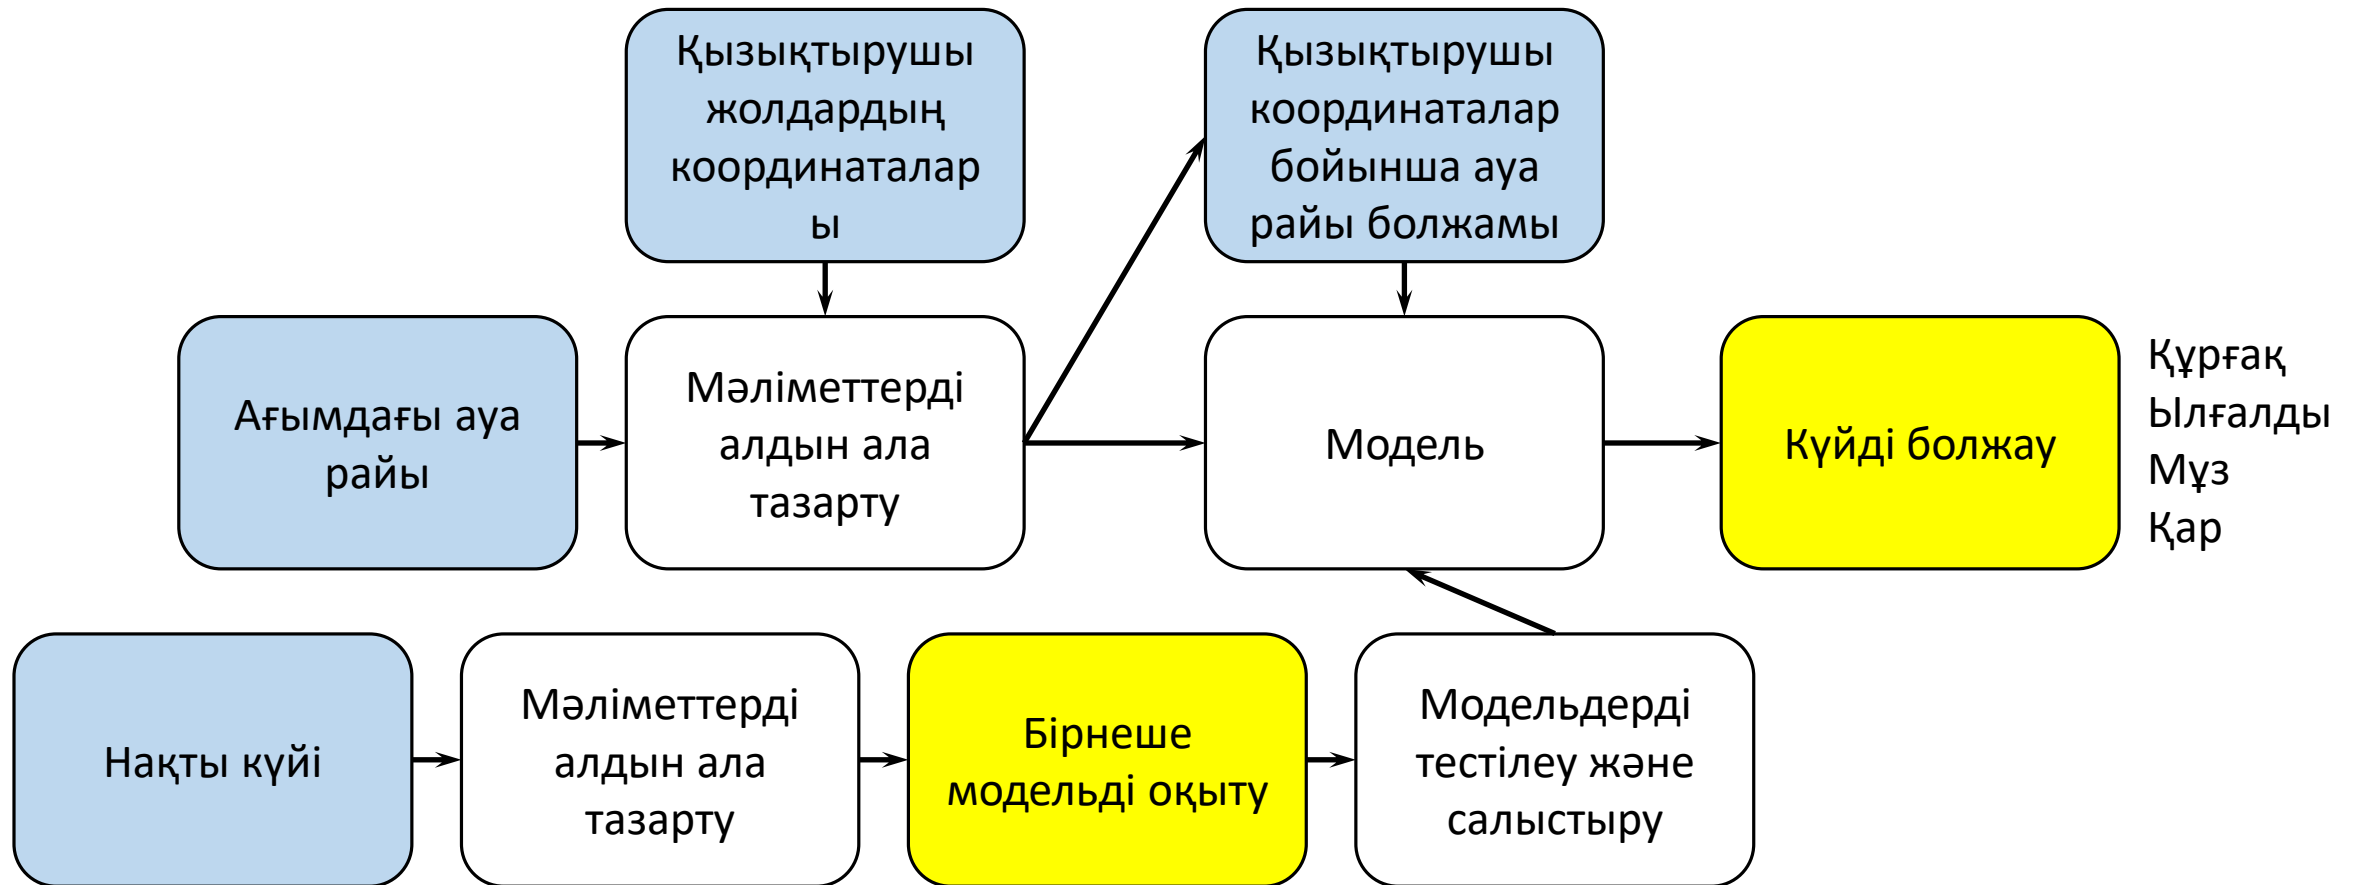 Қызықтырушы
жолдардың
координаталар
ы
Қызықтырушы
координаталар
бойынша ауа
райы болжамы
Ағымдағы ауа
райы
Мәліметтерді
алдын ала
тазарту
Модель
Күйді болжау
Құрғақ
Ылғалды
Мұз
Қар
Нақты күйі
Мәліметтерді
алдын ала
тазарту
Бірнеше
модельді оқыту
Модельдерді
тестілеу және
салыстыру